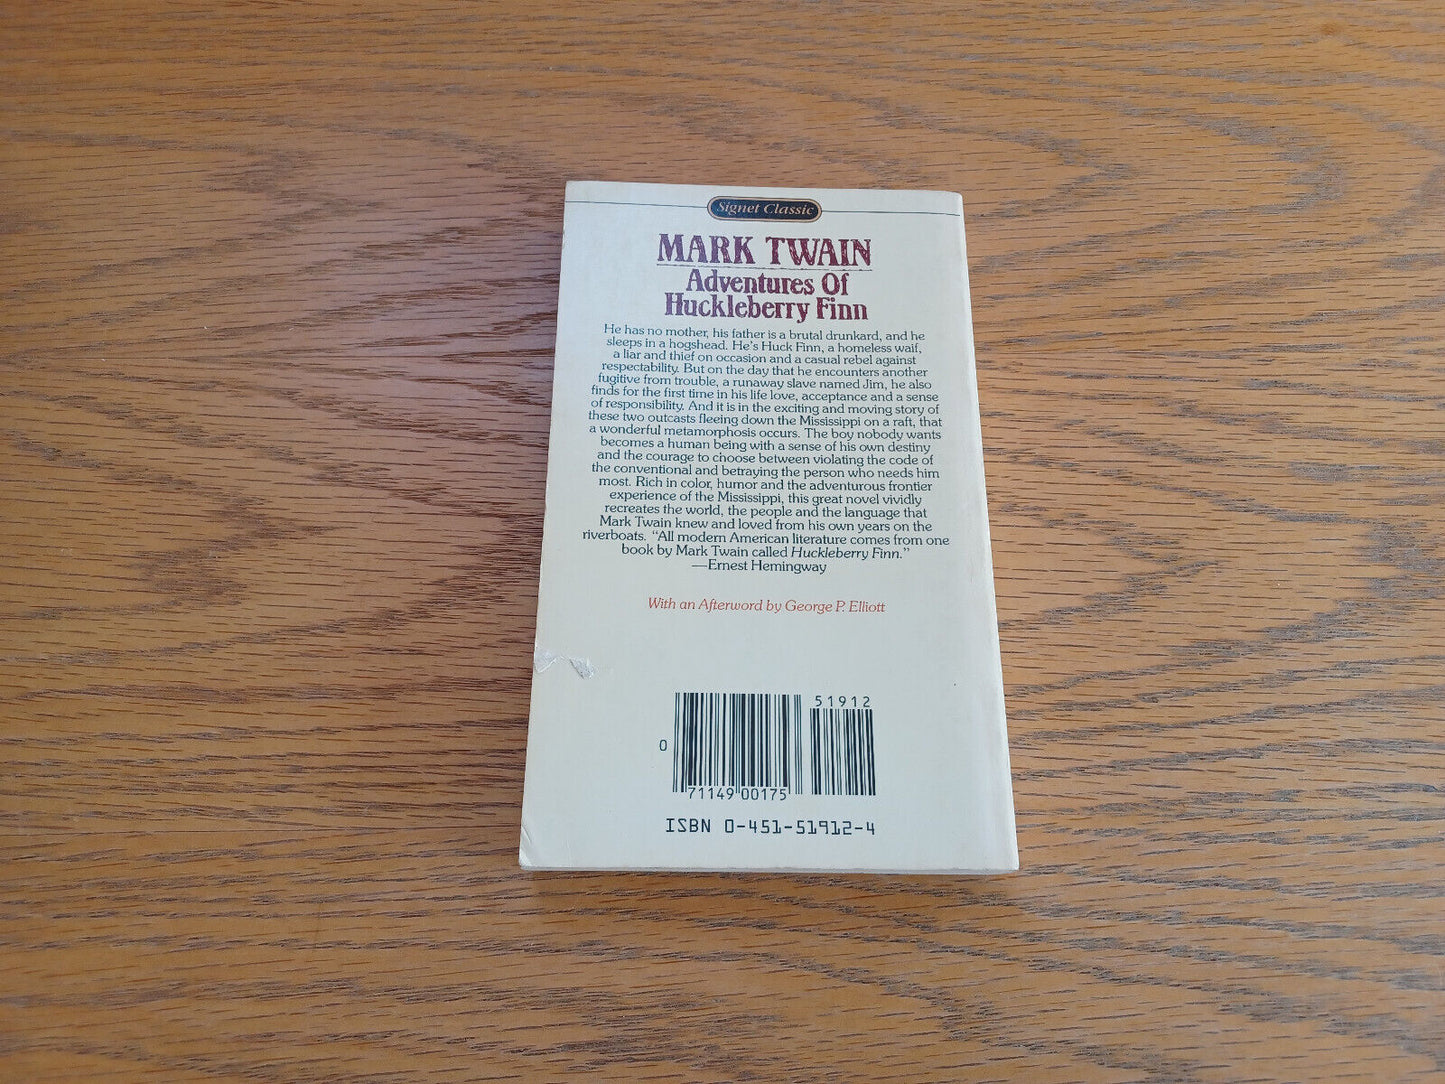 Signet Classic
MARK TWAIN
Adventures Of
Huckleberry Finn
He has no mother, his father is a brutal drunkard, and he
sleeps in a hogshead. He's Huck Finn, a homeless waif,
a liar and thief on occasion and a casual rebel against
respectability. But on the day that he encounters another
fugitive from trouble, a runaway slave named Jim, he also
finds for the first time in his life love, acceptance and a sense
of responsibility. And it is in the exciting and moving story of
these two outcasts fleeing down the Mississippi on a raft, that
a wonderful metamorphosis occurs. The boy nobody wants
becomes a human being with a sense of his own destiny
and the courage to choose between violating the code of
the conventional and betraying the person who needs him
most. Rich in color, humor and the adventurous frontier
experience of the Mississippi, this great novel vividly
recreates the world, the people and the language that
Mark Twain knew and loved from his own years on the
riverboats. "All modern American literature comes from one
book by Mark Twain called Huckleberry Finn."
—Ernest Hemingway
With an Afterword by George P. Elliott
51912
0
71149 00175
ISBN 0-451-51912-4